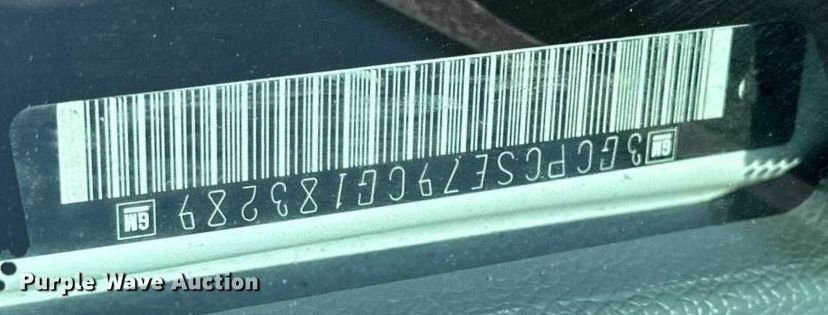 GM 3GCPCSE79CG183289 GM
Purple Wave Auction